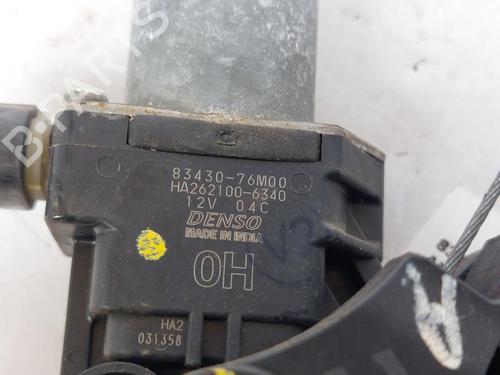 83430-76M00
HA262100-6340
12V 04C
DENSO
MADE IN INDIA
OH
HA2
031358
B-PARTS